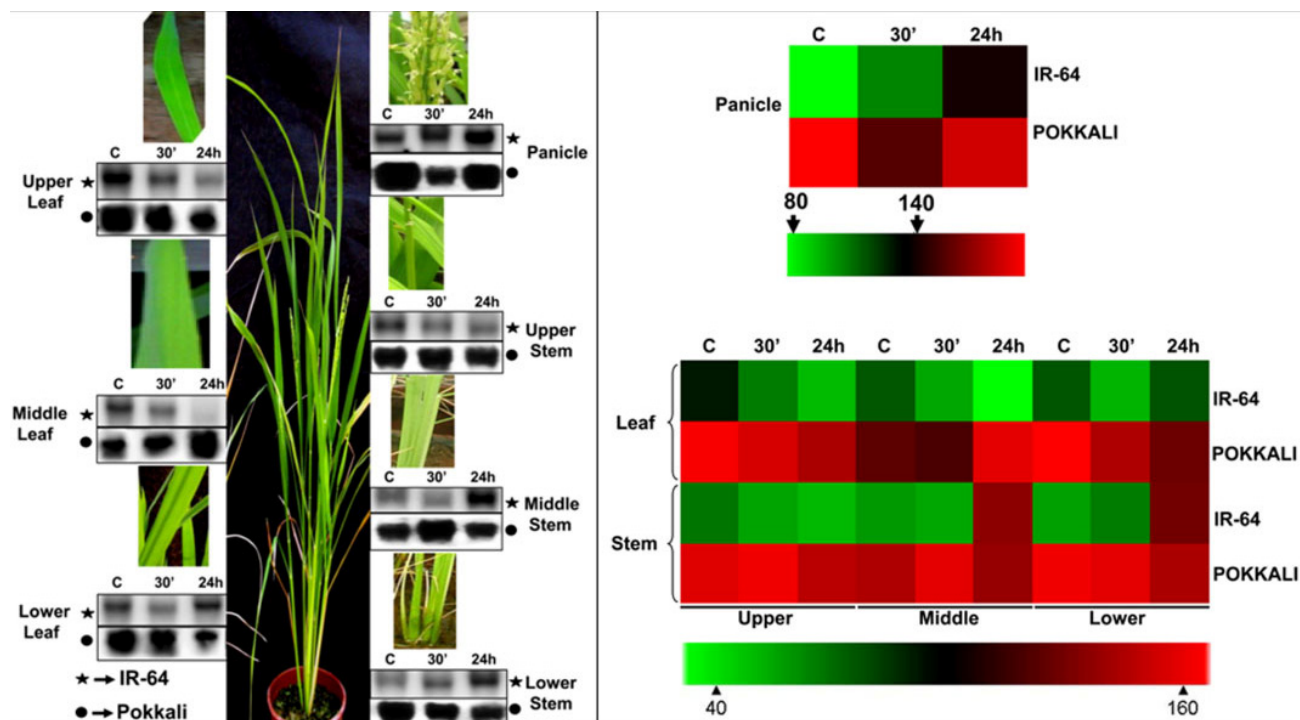 C 30' 24h
Upper Leaf ★
●
C 30' 24h
Middle Leaf ★
●
C 30' 24h
Lower Leaf ★
●
★ → IR-64
● → Pokkali
C 30' 24h
★ Panicle
●
C 30' 24h
★ Upper Stem
●
C 30' 24h
★ Middle Stem
●
C 30' 24h
★ Lower Stem
●
C 30' 24h
Panicle
IR-64
POKKALI
80 140
C 30' 24h C 30' 24h C 30' 24h
Leaf
IR-64
POKKALI
Stem
IR-64
POKKALI
Upper Middle Lower
40 160